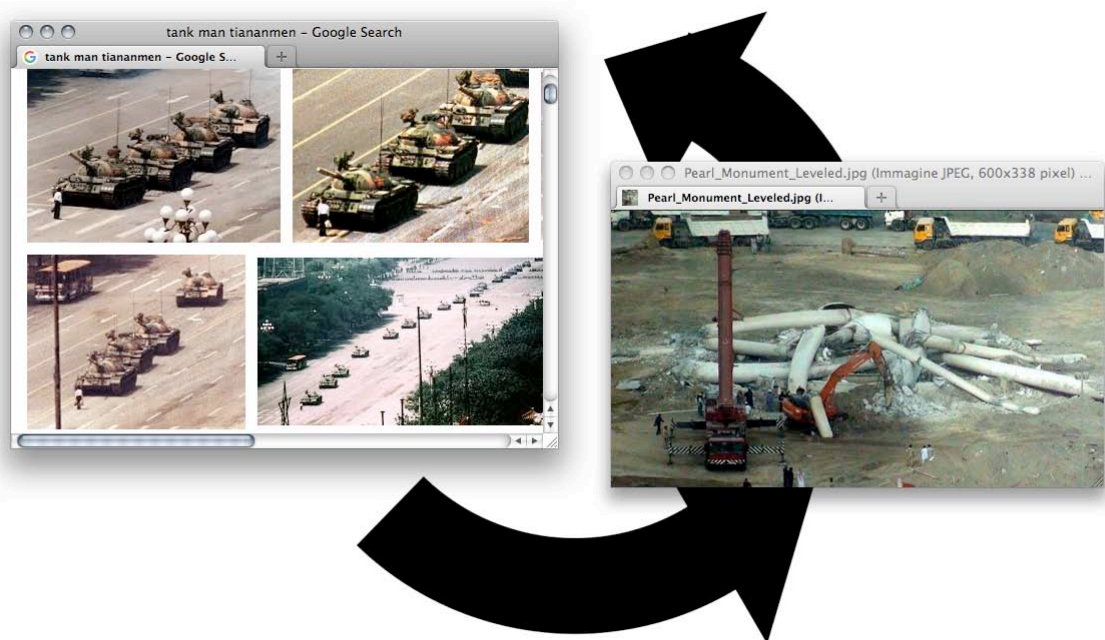 tank man tiananmen – Google Search
tank man tiananmen – Google S...
Pearl_Monument_Leveled.jpg (Immagine JPEG, 600x338 pixel) ...
Pearl_Monument_Leveled.jpg (I...